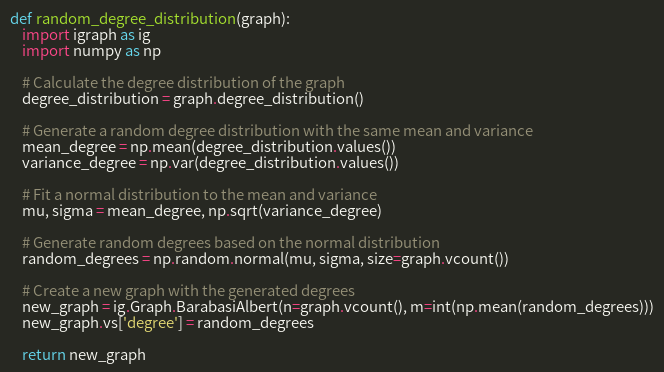 def random_degree_distribution(graph):
    import igraph as ig
    import numpy as np

    # Calculate the degree distribution of the graph
    degree_distribution = graph.degree_distribution()

    # Generate a random degree distribution with the same mean and variance
    mean_degree = np.mean(degree_distribution.values())
    variance_degree = np.var(degree_distribution.values())

    # Fit a normal distribution to the mean and variance
    mu, sigma = mean_degree, np.sqrt(variance_degree)

    # Generate random degrees based on the normal distribution
    random_degrees = np.random.normal(mu, sigma, size=graph.vcount())

    # Create a new graph with the generated degrees
    new_graph = ig.Graph.BarabasiAlbert(n=graph.vcount(), m=int(np.mean(random_degrees)))
    new_graph.vs['degree'] = random_degrees

    return new_graph